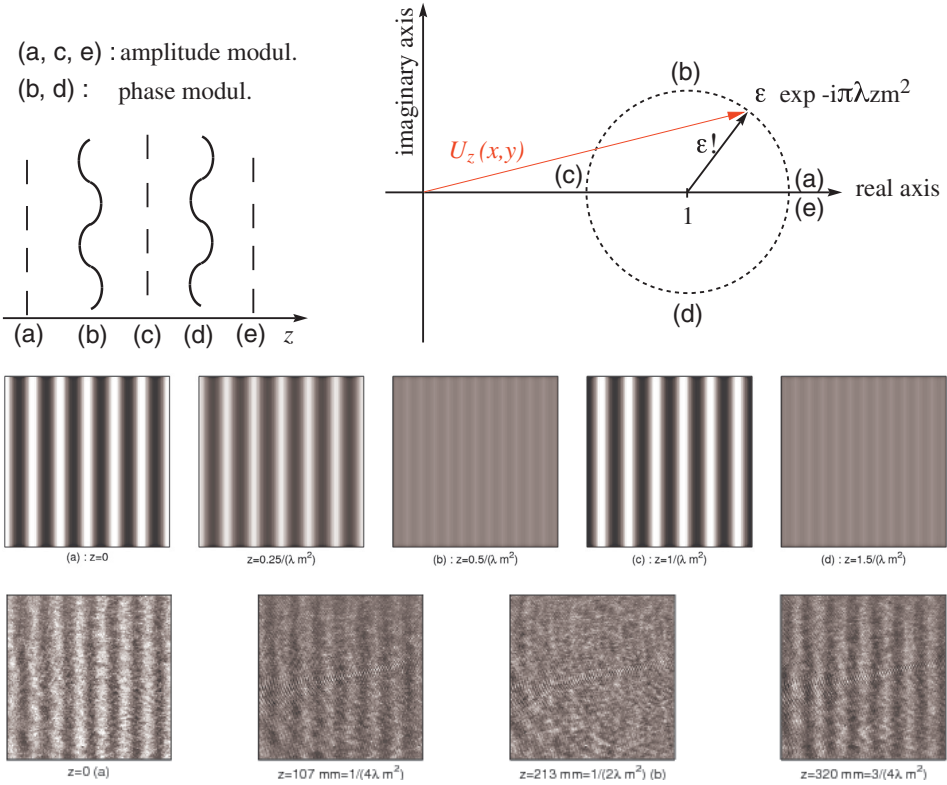 (a, c, e) : amplitude modul.
(b, d) : phase modul.
(a) (b) (c) (d) (e) z
imaginary axis
(b)
ε exp -iπλzm²
U_z(x,y)
ε!
(c)
(a)
real axis
(e)
1
(d)
(a) : z=0
z=0.25/(λ m²)
(b) : z=0.5/(λ m²)
(c) : z=1/(λ m²)
(d) : z=1.5/(λ m²)
z=0 (a)
z=107 mm=1/(4λ m²)
z=213 mm=1/(2λ m²) (b)
z=320 mm=3/(4λ m²)